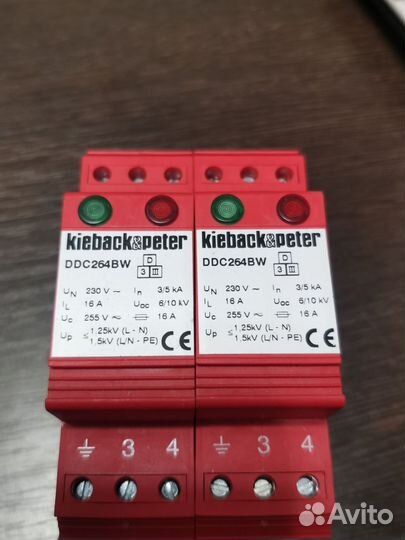 kieback&peter
DDC264BW
D
3 III
UN 230 V ~ In 3/5 kA
IL 16 A Uoc 6/10 kV
Uc 255 V ~ 16 A
Up ≤ 1,25kV (L - N)
1,5kV (L/N - PE)
CE
⏚ 3 4
kieback&peter
DDC264BW
D
3 III
UN 230 V ~ In 3/5 kA
IL 16 A Uoc 6/10 kV
Uc 255 V ~ 16 A
Up ≤ 1,25kV (L - N)
1,5kV (L/N - PE)
CE
⏚ 3 4
Avito